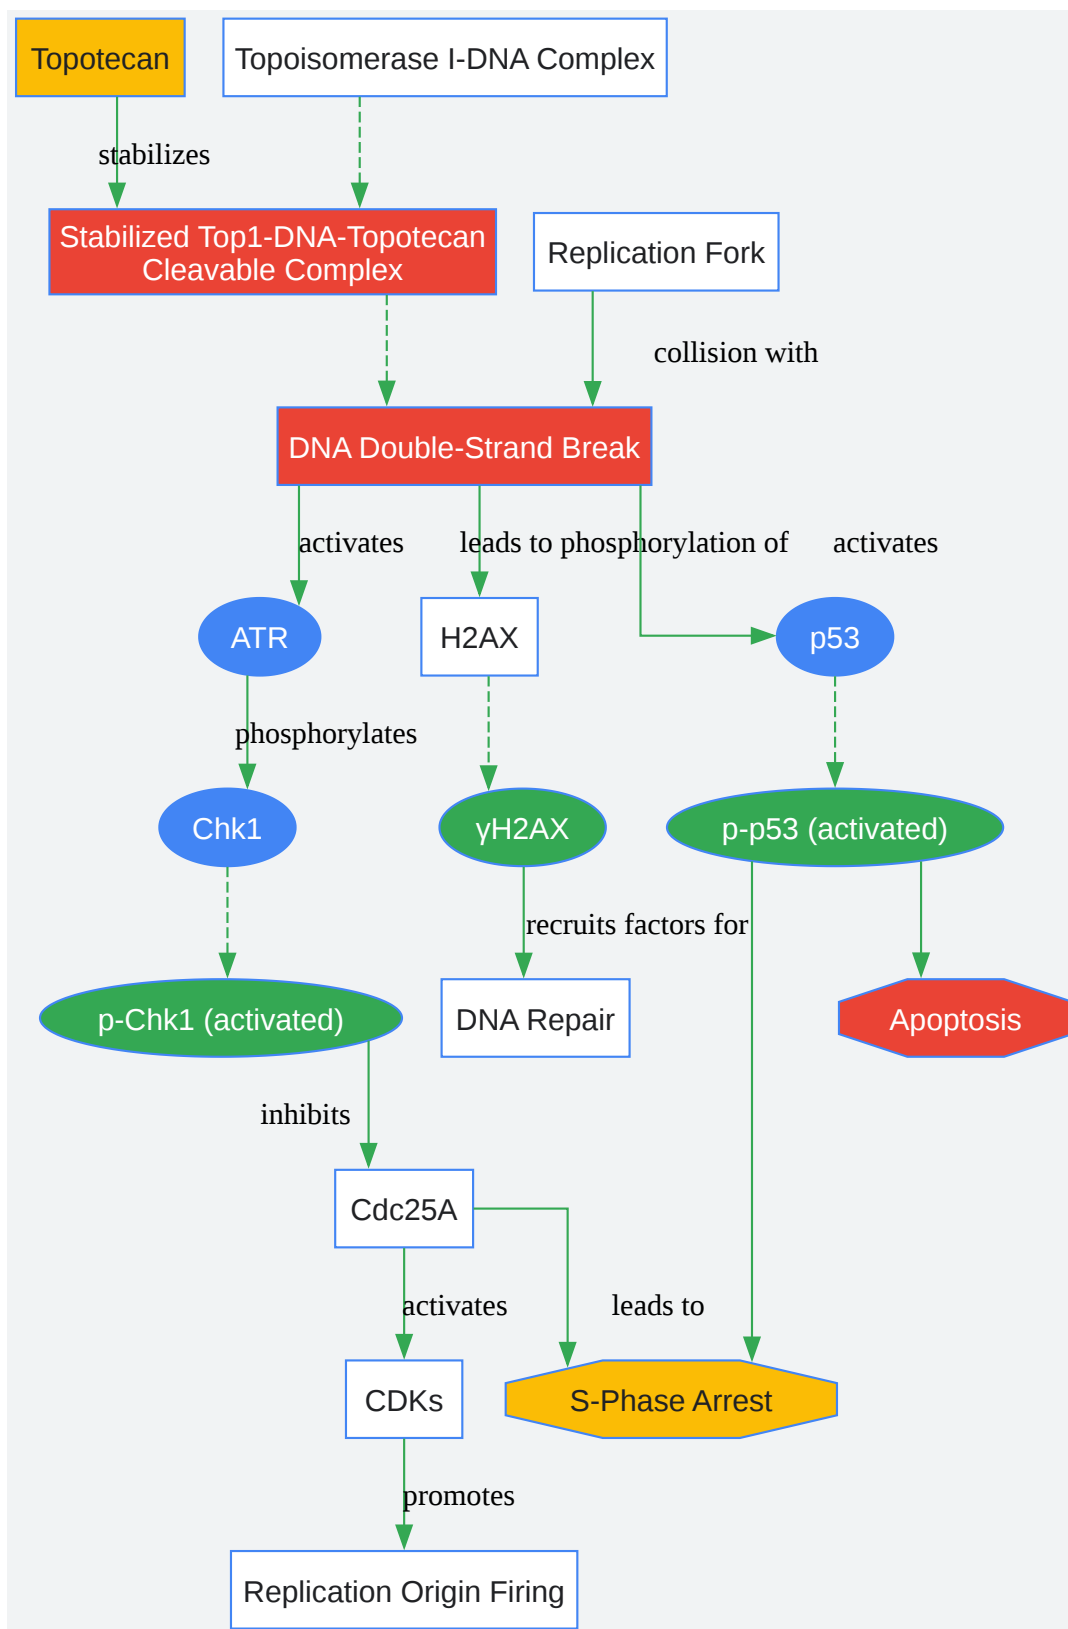 Topotecan
Topoisomerase I-DNA Complex
stabilizes
Stabilized Top1-DNA-Topotecan
Cleavable Complex
Replication Fork
collision with
DNA Double-Strand Break
activates
leads to phosphorylation of
activates
ATR
H2AX
p53
phosphorylates
Chk1
γH2AX
p-p53 (activated)
recruits factors for
p-Chk1 (activated)
DNA Repair
Apoptosis
inhibits
Cdc25A
activates
leads to
CDKs
S-Phase Arrest
promotes
Replication Origin Firing